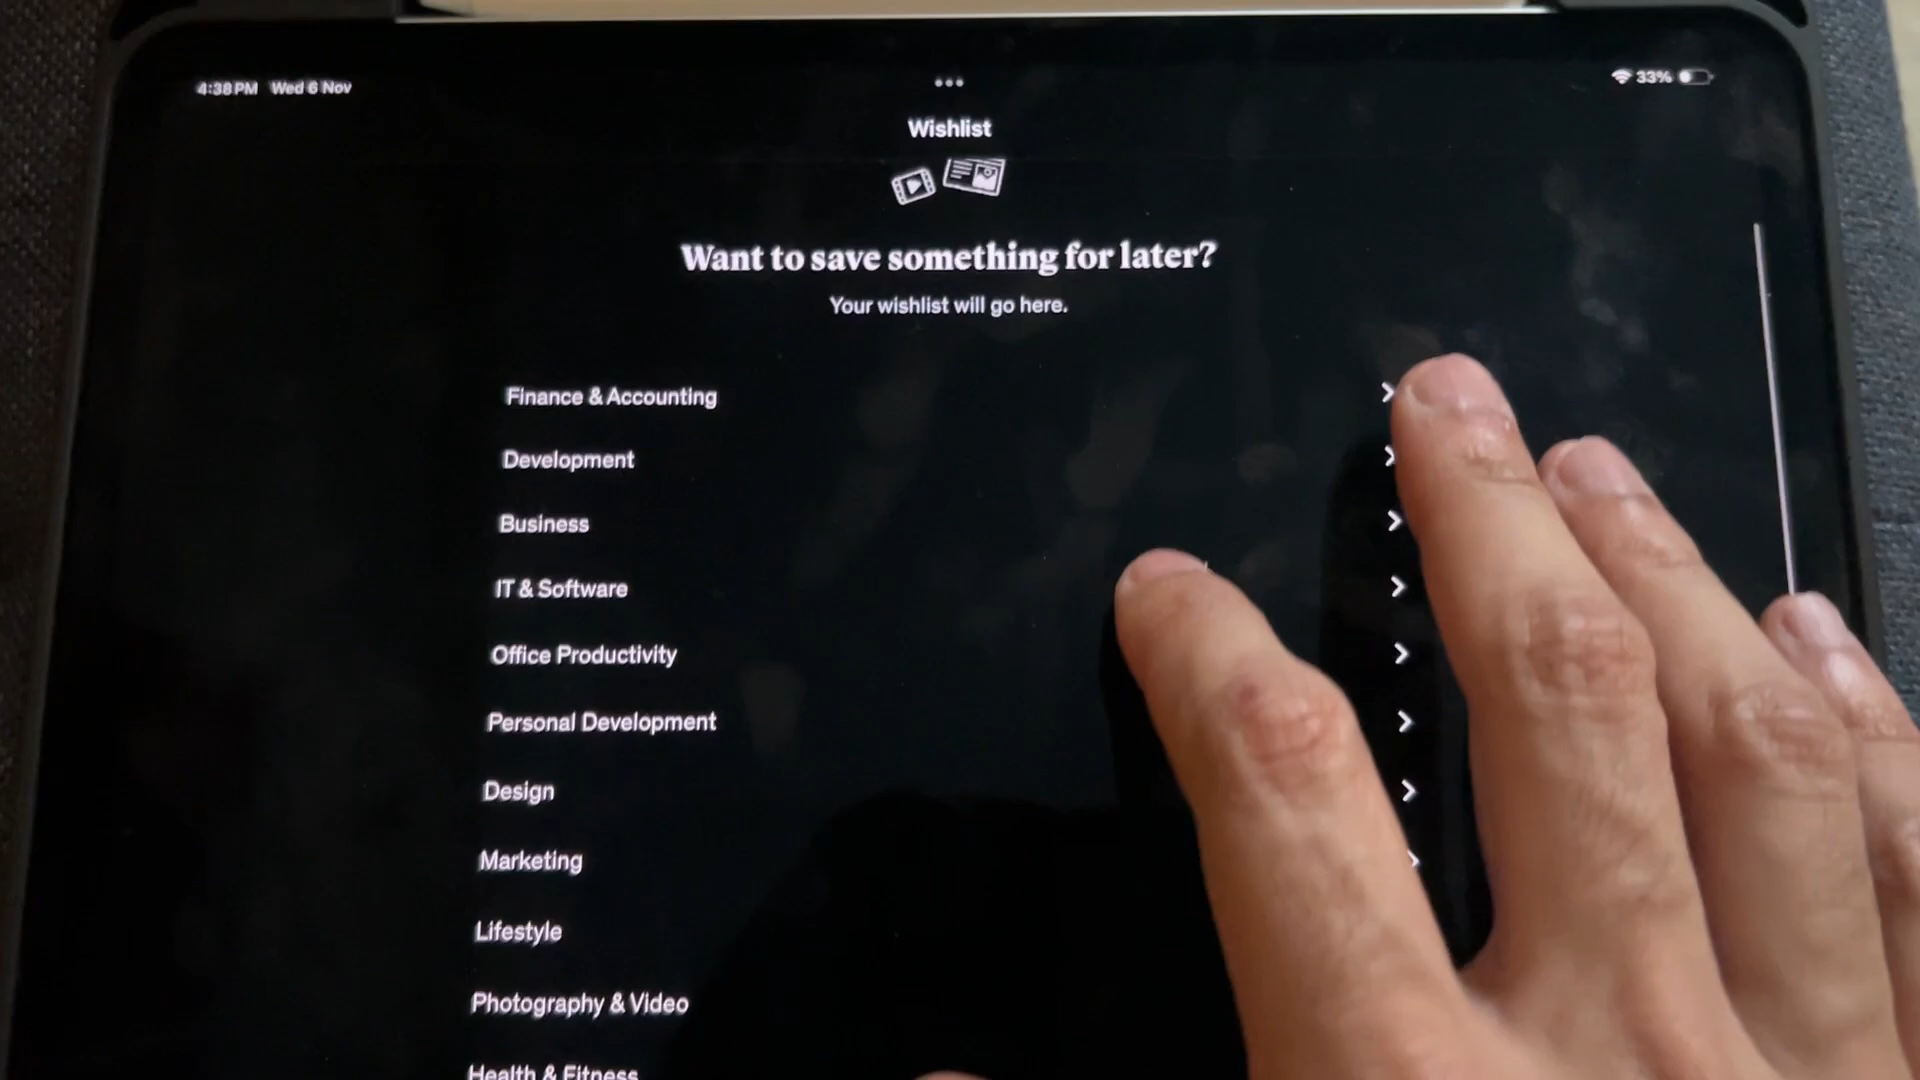 4:38 PM Wed 6 Nov
33%
Wishlist
Want to save something for later?
Your wishlist will go here.
Finance & Accounting
Development
Business
IT & Software
Office Productivity
Personal Development
Design
Marketing
Lifestyle
Photography & Video
Health & Fitness